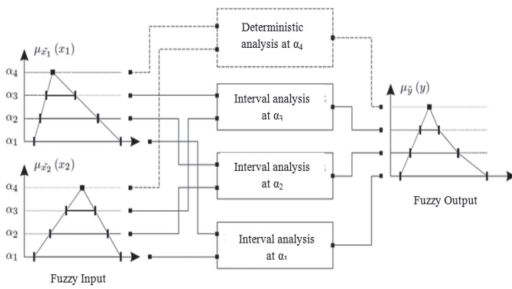 μx̃₁ (x₁)
α₄
α₃
α₂
α₁
μx̃₂ (x₂)
α₄
α₃
α₂
α₁
Fuzzy Input
Deterministic
analysis at α₄
Interval analysis
at α₃
Interval analysis
at α₂
Interval analysis
at α₁
μỹ (y)
Fuzzy Output